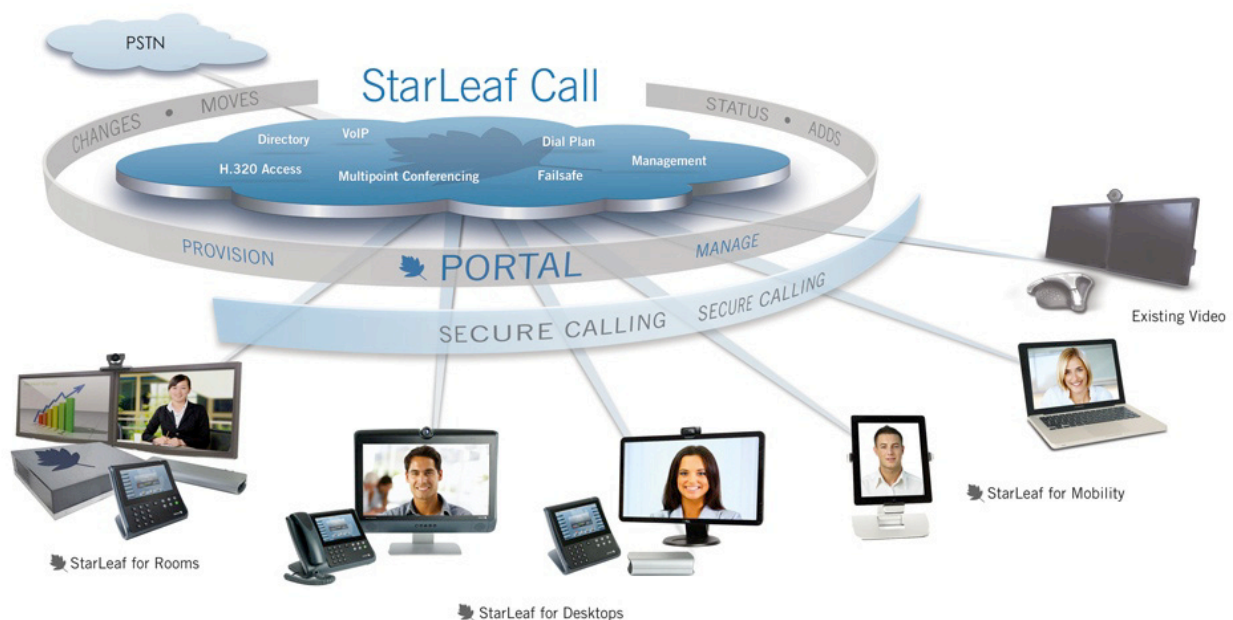 PSTN
StarLeaf Call
CHANGES • MOVES
STATUS • ADDS
Directory
VoIP
Dial Plan
H.320 Access
Multipoint Conferencing
Failsafe
Management
PROVISION
PORTAL
MANAGE
SECURE CALLING
SECURE CALLING
Existing Video
StarLeaf for Mobility
StarLeaf for Rooms
StarLeaf for Desktops